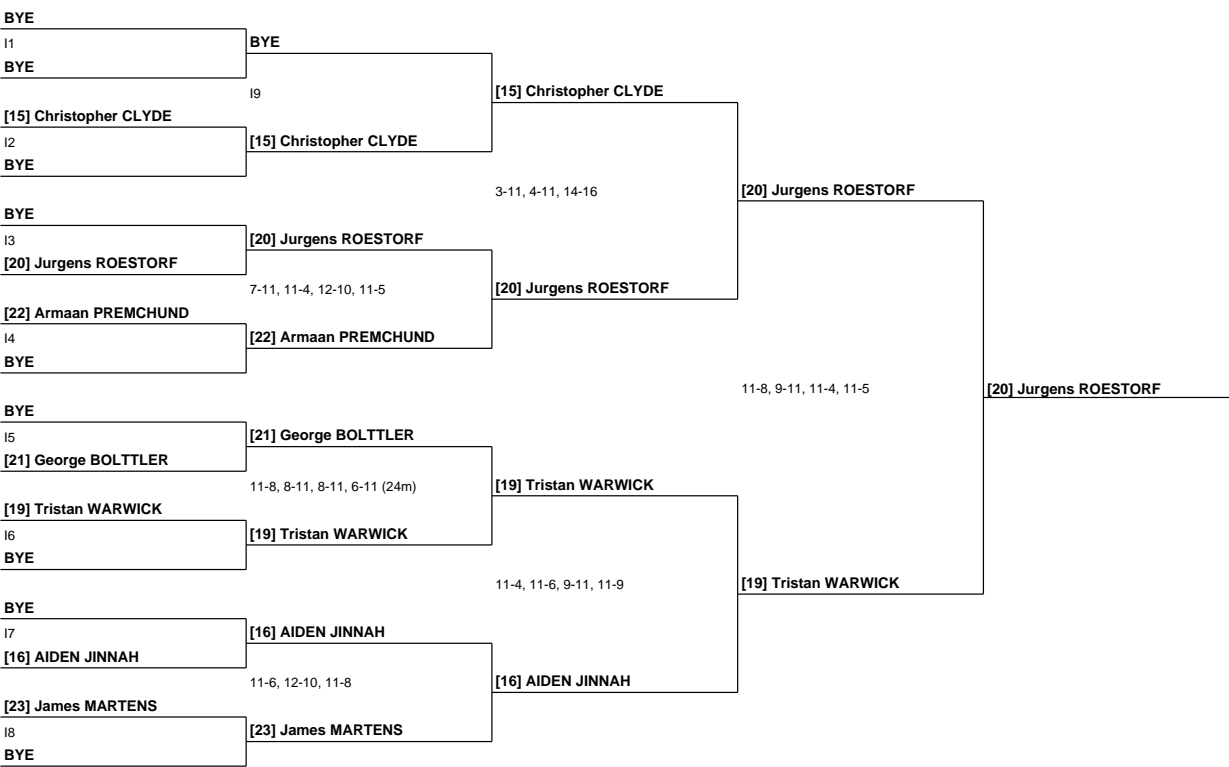 BYE
I1
BYE
BYE
I9
[15] Christopher CLYDE
[15] Christopher CLYDE
I2
[15] Christopher CLYDE
BYE
3-11, 4-11, 14-16
[20] Jurgens ROESTORF
BYE
I3
[20] Jurgens ROESTORF
[20] Jurgens ROESTORF
7-11, 11-4, 12-10, 11-5
[20] Jurgens ROESTORF
[22] Armaan PREMCHUND
I4
[22] Armaan PREMCHUND
BYE
11-8, 9-11, 11-4, 11-5
[20] Jurgens ROESTORF
BYE
I5
[21] George BOLTTLER
[21] George BOLTTLER
11-8, 8-11, 8-11, 6-11 (24m)
[19] Tristan WARWICK
[19] Tristan WARWICK
I6
[19] Tristan WARWICK
BYE
11-4, 11-6, 9-11, 11-9
[19] Tristan WARWICK
BYE
I7
[16] AIDEN JINNAH
[16] AIDEN JINNAH
11-6, 12-10, 11-8
[16] AIDEN JINNAH
[23] James MARTENS
I8
[23] James MARTENS
BYE